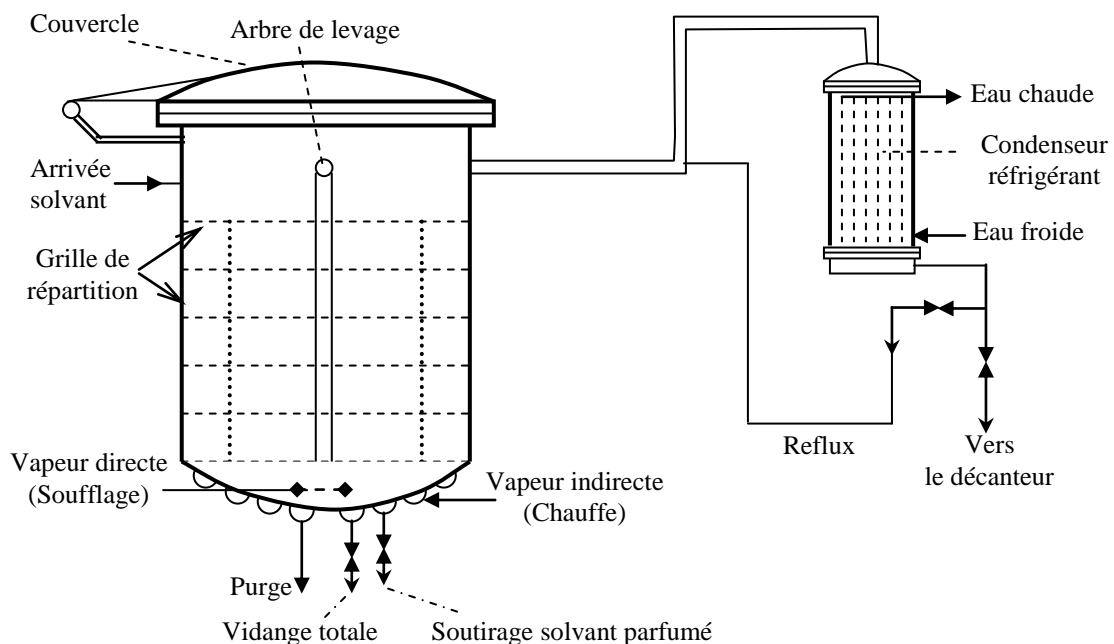 Couvercle
Arbre de levage
Eau chaude
Condenseur
réfrigérant
Arrivée
solvant
Eau froide
Grille de
répartition
Reflux
Vers
le décanteur
Vapeur directe
(Soufflage)
Vapeur indirecte
(Chauffe)
Purge
Vidange totale
Soutirage solvant parfumé